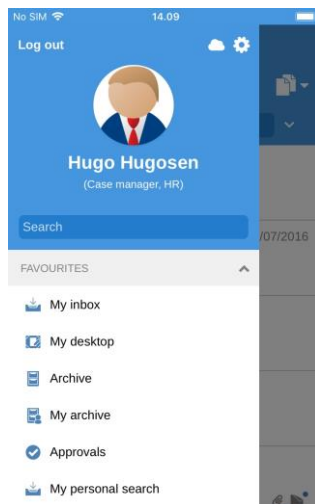 No SIM 14.09
Log out
Hugo Hugosen
(Case manager, HR)
Search
/07/2016
FAVOURITES
My inbox
My desktop
Archive
My archive
Approvals
My personal search